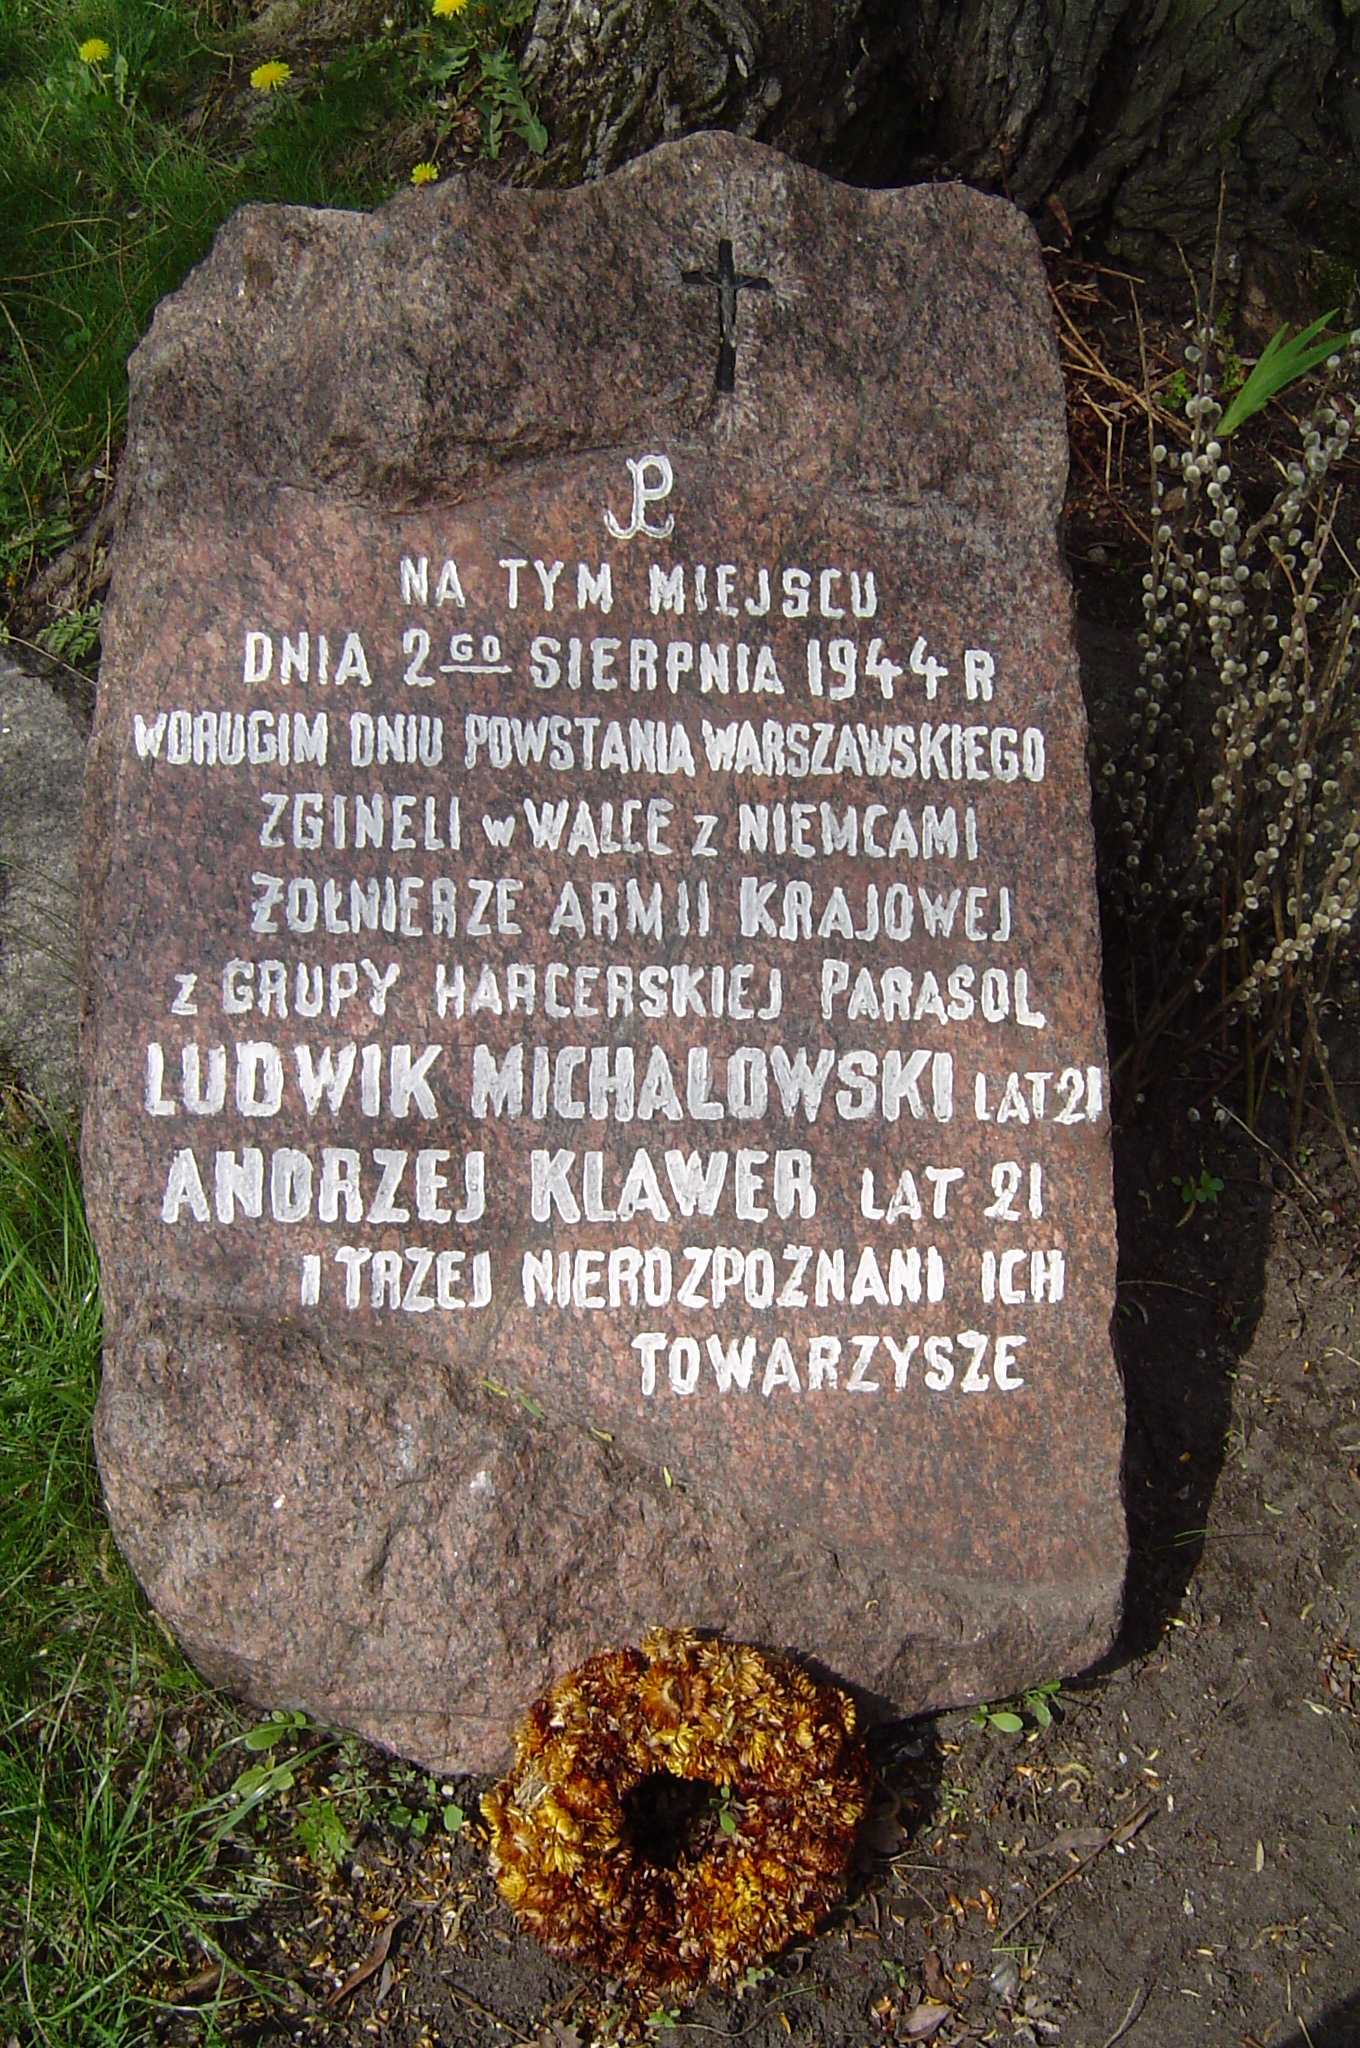 NA TYM MIEJSCU
DNIA 2GO SIERPNIA 1944 R
W DRUGIM DNIU POWSTANIA WARSZAWSKIEGO
ZGINELI W WALCE Z NIEMCAMI
ŻOŁNIERZE ARMII KRAJOWEJ
Z GRUPY HARCERSKIEJ PARASOL
LUDWIK MICHALOWSKI LAT 21
ANDRZEJ KLAWER LAT 21
I TRZEJ NIEROZPOZNANI ICH
TOWARZYSZE